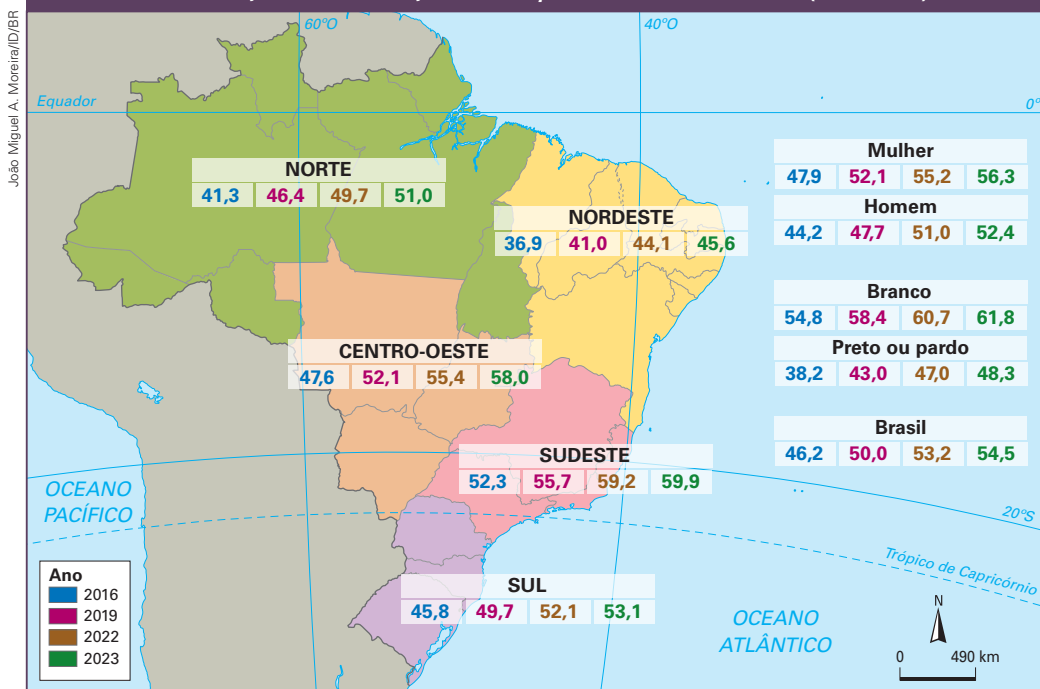 João Miguel A. Moreira/ID/BR
60ºO
40ºO
Equador
0º
NORTE
41,3 46,4 49,7 51,0
NORDESTE
36,9 41,0 44,1 45,6
CENTRO-OESTE
47,6 52,1 55,4 58,0
SUDESTE
52,3 55,7 59,2 59,9
SUL
45,8 49,7 52,1 53,1
Mulher
47,9 52,1 55,2 56,3
Homem
44,2 47,7 51,0 52,4
Branco
54,8 58,4 60,7 61,8
Preto ou pardo
38,2 43,0 47,0 48,3
Brasil
46,2 50,0 53,2 54,5
OCEANO
PACÍFICO
20ºS
Trópico de Capricórnio
OCEANO
ATLÂNTICO
Ano
2016
2019
2022
2023
N
0 490 km